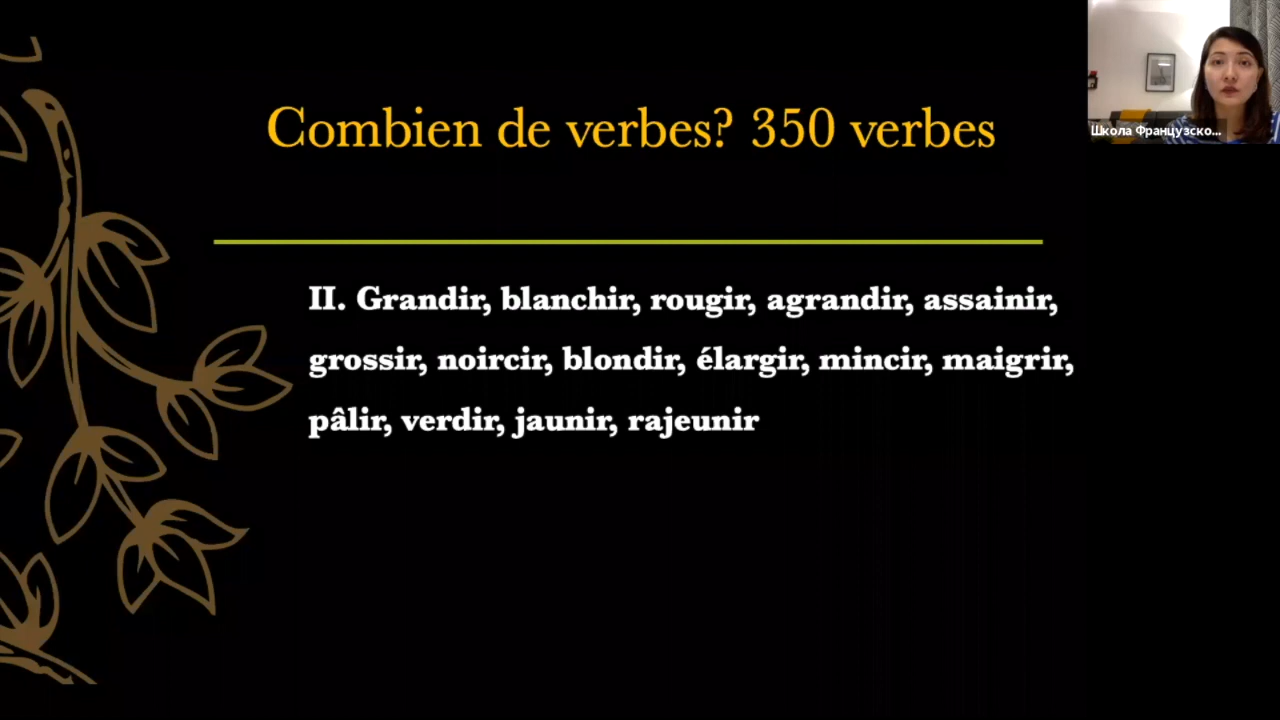 Combien de verbes? 350 verbes
Школа Французско...
II. Grandir, blanchir, rougir, agrandir, assainir,
grossir, noircir, blondir, élargir, mincir, maigrir,
pâlir, verdir, jaunir, rajeunir